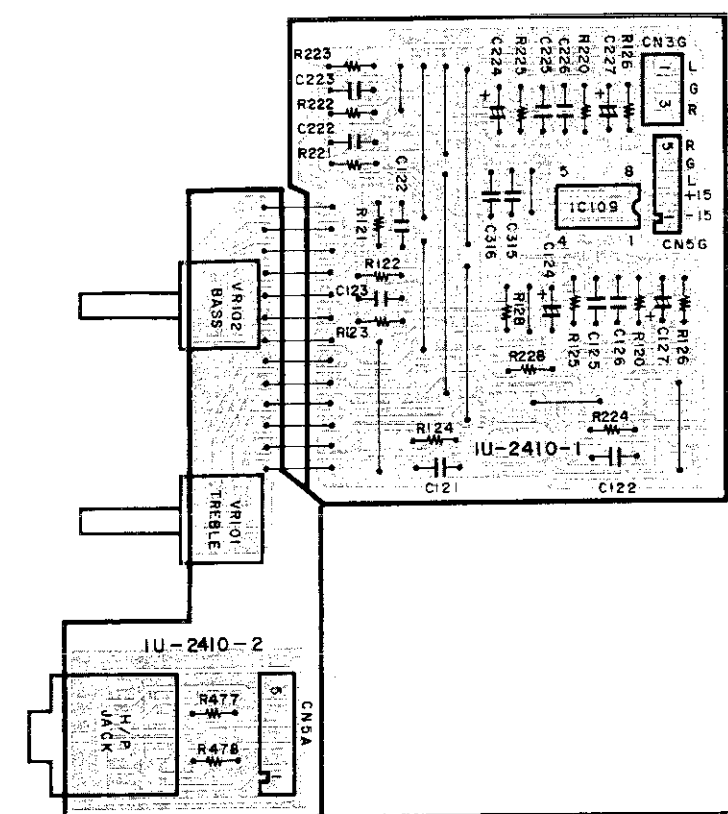 R223
C223
R222
C222
R221
C224
R225
C225
C226
R220
C227
R126
CN3G
1
3
L
G
R
5
R
G
L
+15
-15
1
CN5G
C122
R121
R122
C123
R123
C316
C315
5
8
IC109
4
1
C124
R128
R228
R125
C125
C126
R120
C127
R126
+
+
+
+
VR102
BASS
VR101
TREBLE
R124
C121
R224
C122
1U-2410-1
1U-2410-2
H/P
JACK
R477
R478
5
1
CN5A